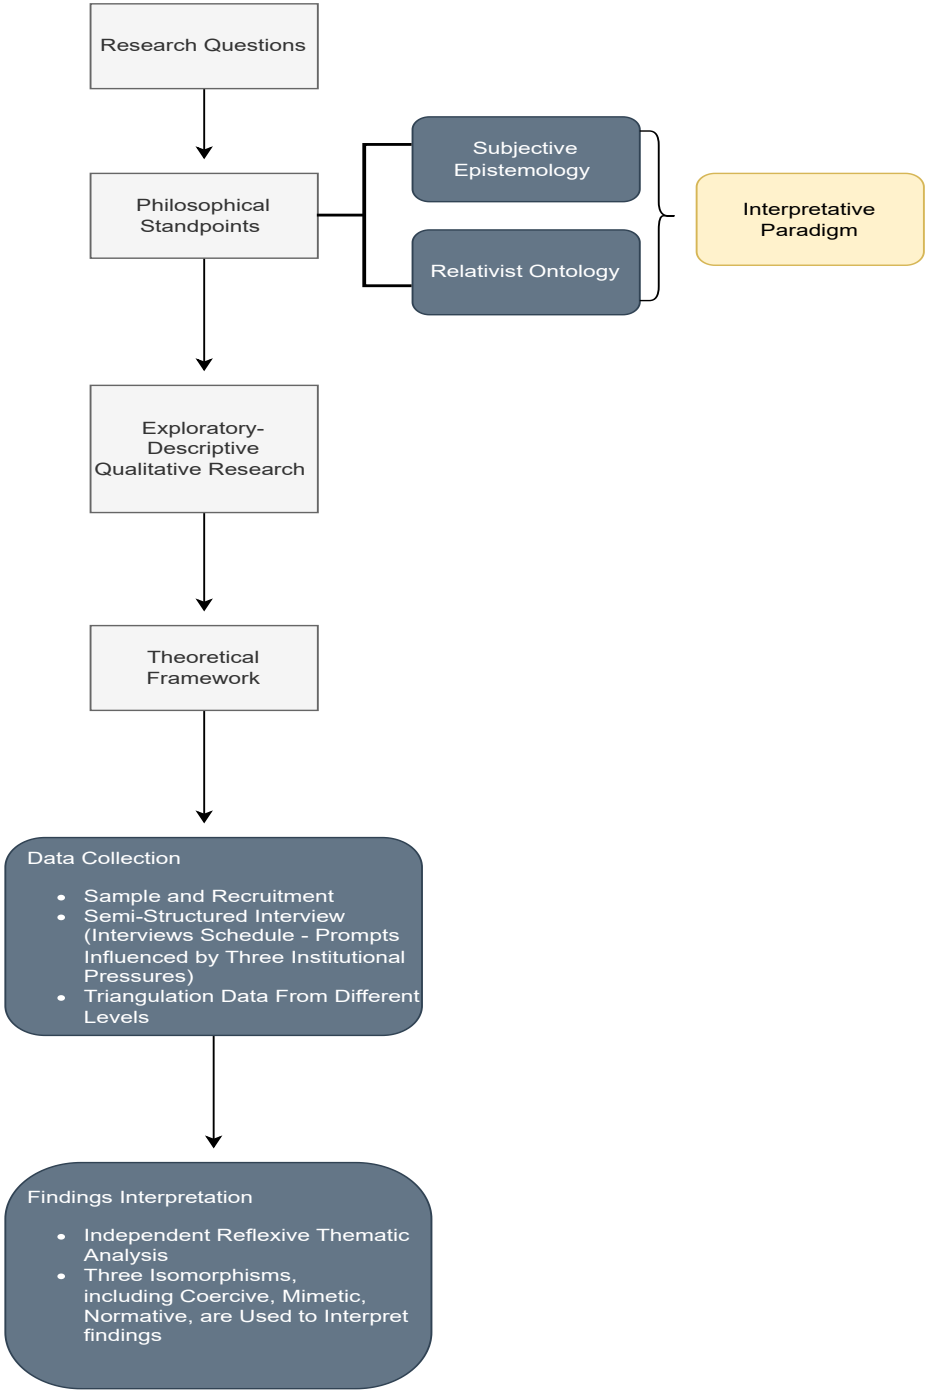 Research Questions
Subjective
Epistemology
Philosophical
Standpoints
Interpretative
Paradigm
Relativist Ontology
Exploratory-
Descriptive
Qualitative Research
Theoretical
Framework
Data Collection
• Sample and Recruitment
• Semi-Structured Interview
(Interviews Schedule - Prompts
Influenced by Three Institutional
Pressures)
• Triangulation Data From Different
Levels
Findings Interpretation
• Independent Reflexive Thematic
Analysis
• Three Isomorphisms,
including Coercive, Mimetic,
Normative, are Used to Interpret
findings